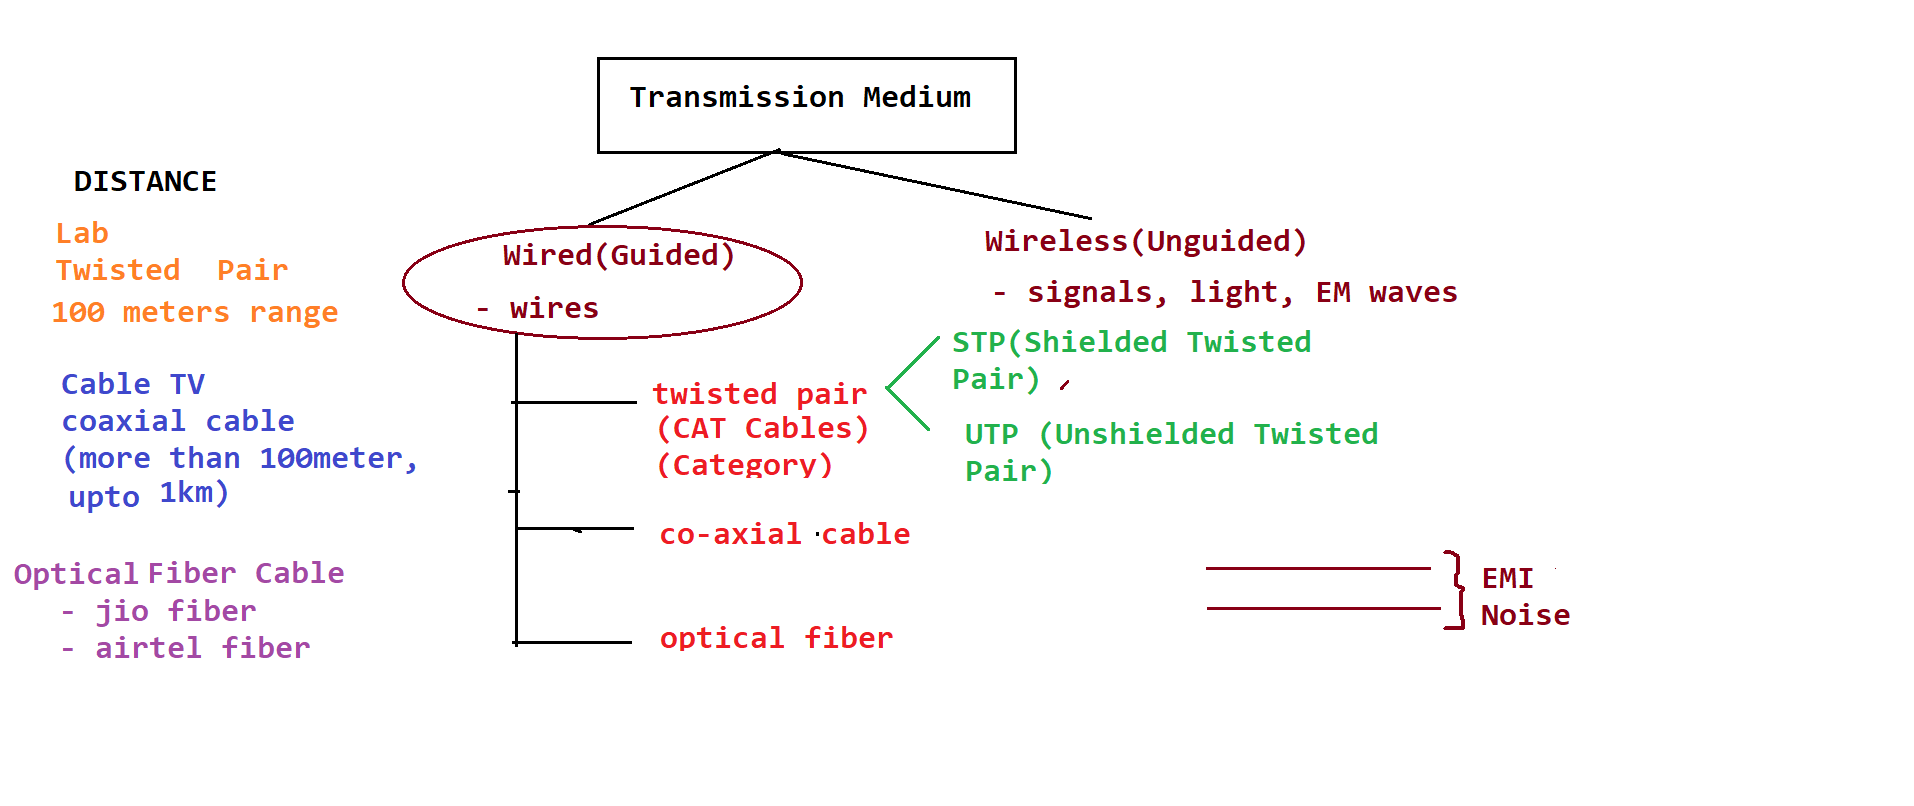 Transmission Medium
DISTANCE
Lab
Twisted Pair
100 meters range
Cable TV
coaxial cable
(more than 100meter,
upto 1km)
Optical Fiber Cable
- jio fiber
- airtel fiber
Wired(Guided)
- wires
Wireless(Unguided)
- signals, light, EM waves
twisted pair
(CAT Cables)
(Category)
STP(Shielded Twisted
Pair)
UTP (Unshielded Twisted
Pair)
co-axial cable
optical fiber
EMI
Noise